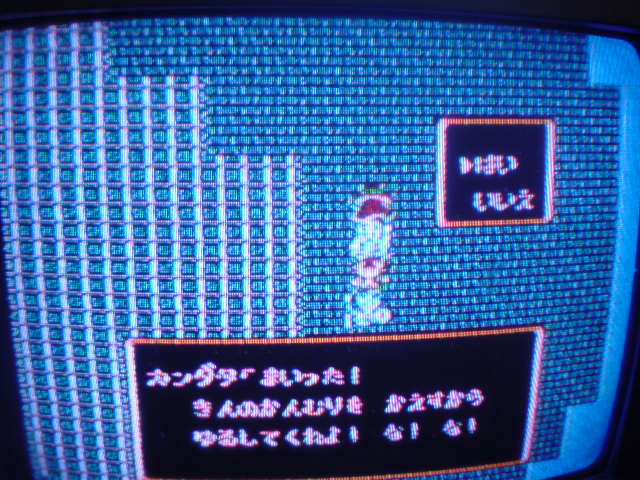 ▶はい
いいえ
カンダタ「まいった!
きんのかんむりを かえすから
ゆるしてくれよ! な! な!